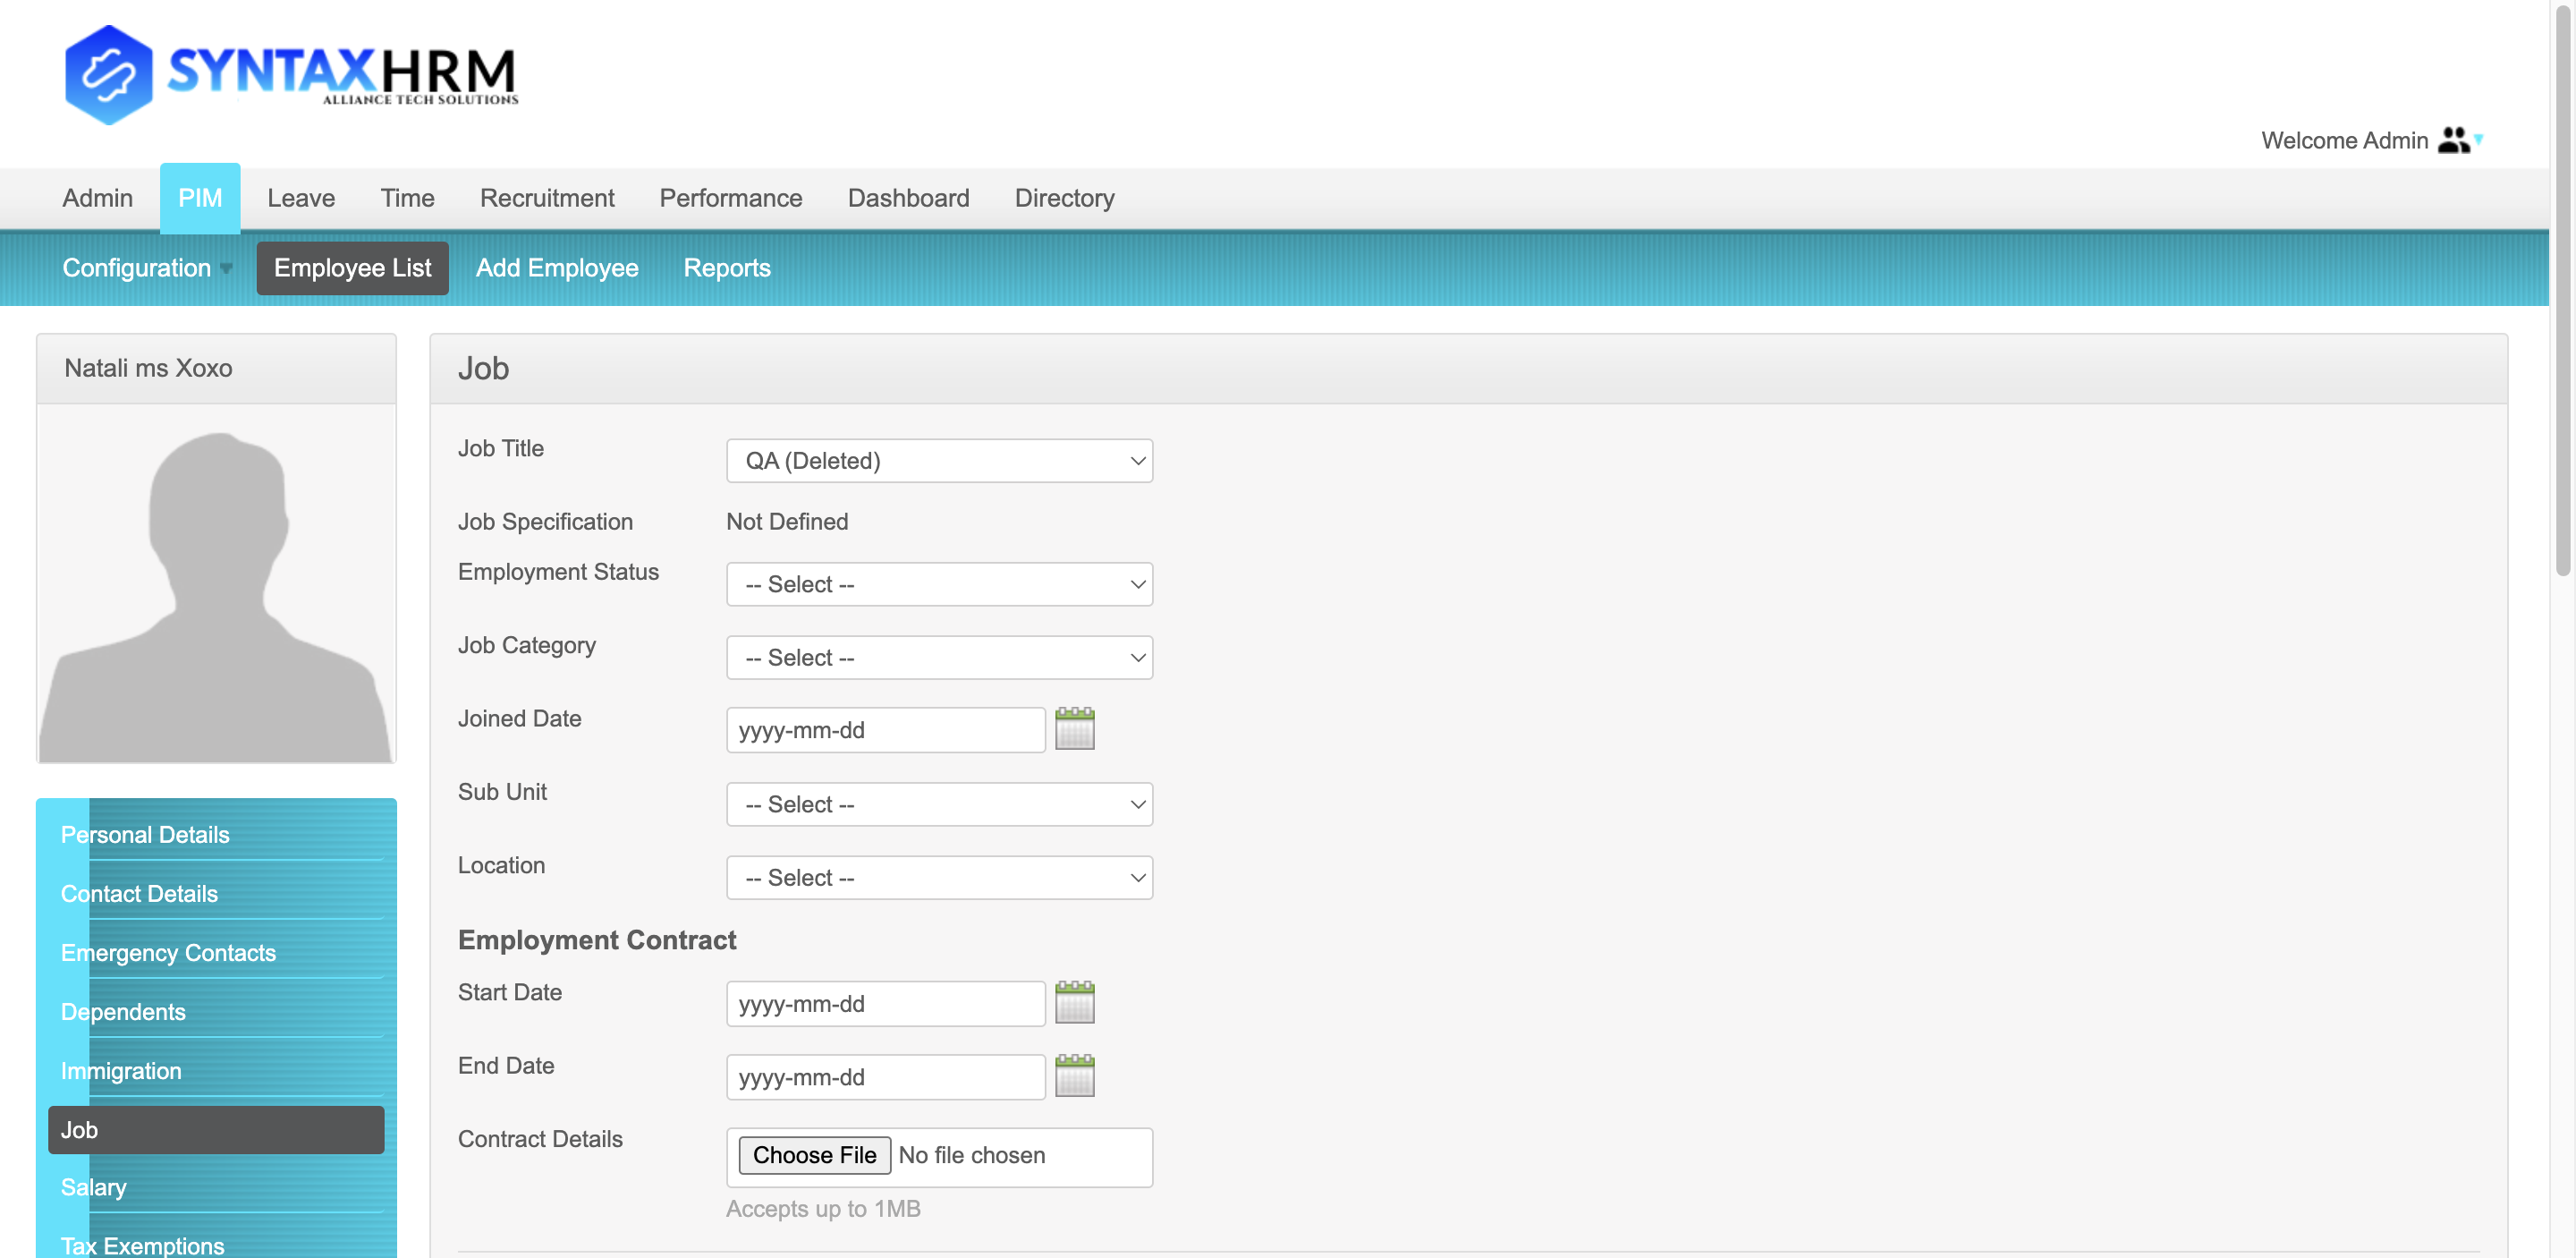 SYNTAXHRM
ALLIANCE TECH SOLUTIONS
Welcome Admin
Admin PIM Leave Time Recruitment Performance Dashboard Directory
Configuration Employee List Add Employee Reports
Natali ms Xoxo
Personal Details
Contact Details
Emergency Contacts
Dependents
Immigration
Job
Salary
Tax Exemptions
Job
Job Title QA (Deleted)
Job Specification Not Defined
Employment Status -- Select --
Job Category -- Select --
Joined Date yyyy-mm-dd
Sub Unit -- Select --
Location -- Select --
Employment Contract
Start Date yyyy-mm-dd
End Date yyyy-mm-dd
Contract Details Choose File No file chosen
Accepts up to 1MB